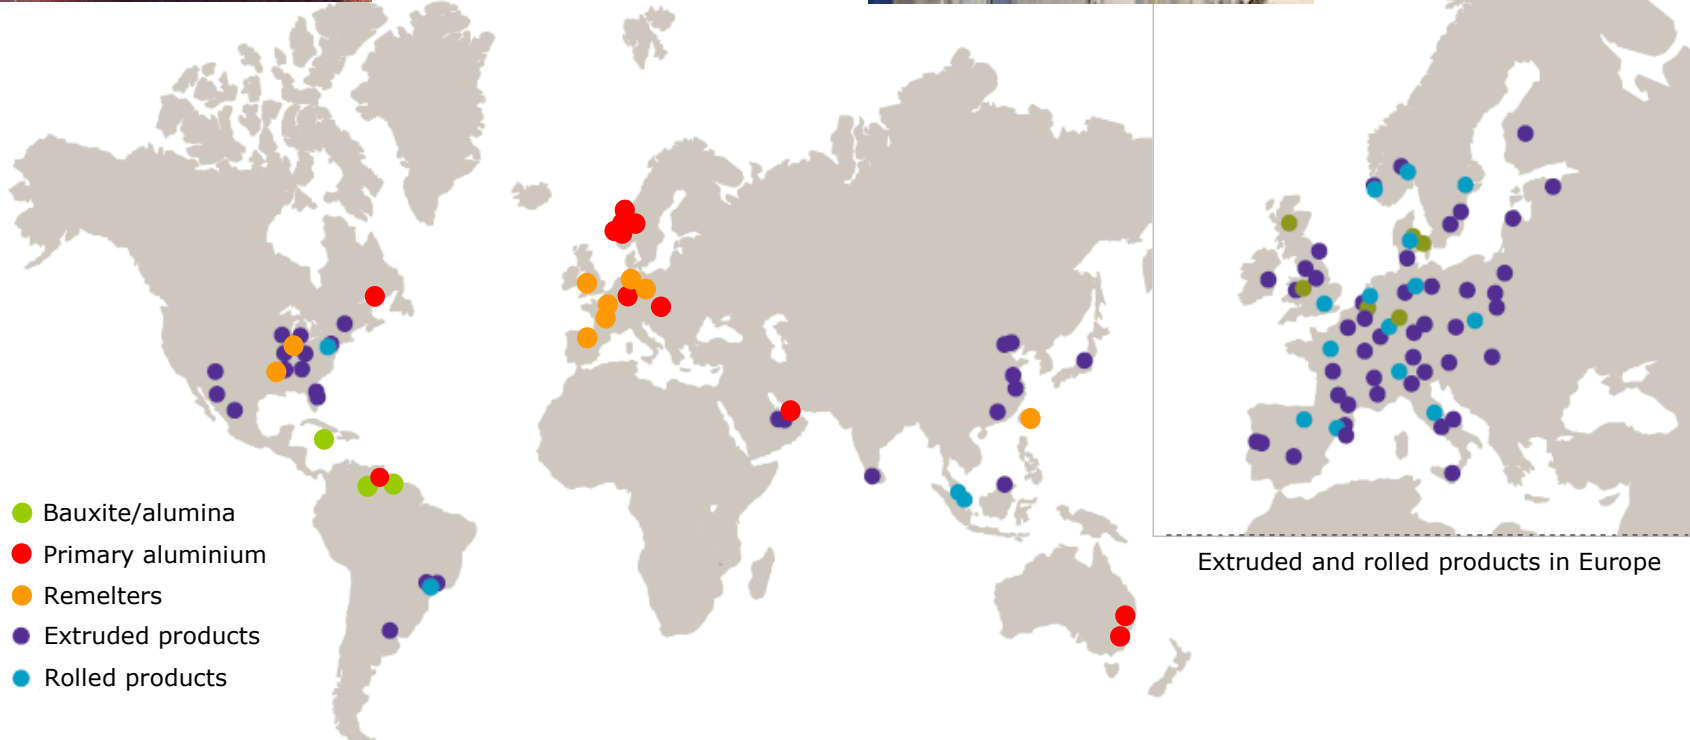 Bauxite/alumina
Primary aluminium
Remelters
Extruded products
Rolled products
Extruded and rolled products in Europe